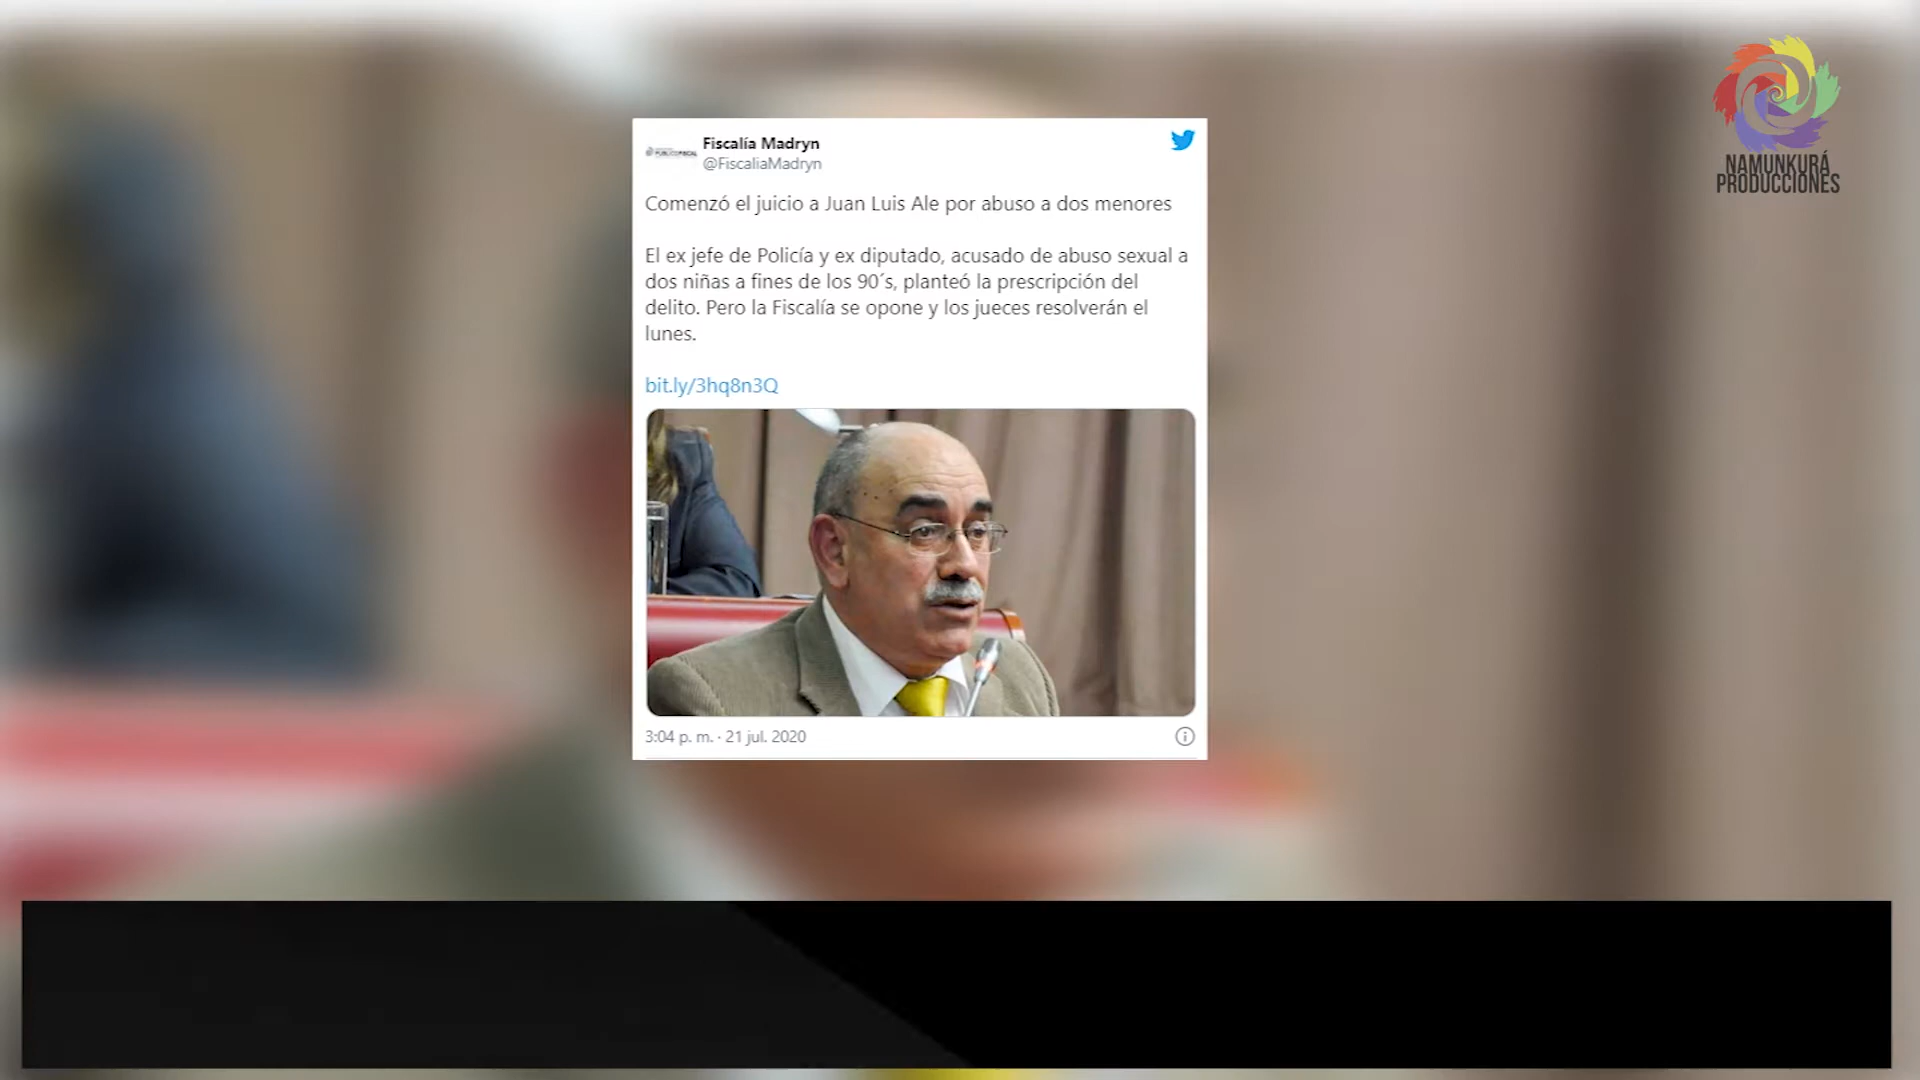 NAMUNKURÁ
PRODUCCIONES
Fiscalía Madryn
@FiscaliaMadryn
Comenzó el juicio a Juan Luis Ale por abuso a dos menores
El ex jefe de Policía y ex diputado, acusado de abuso sexual a
dos niñas a fines de los 90´s, planteó la prescripción del
delito. Pero la Fiscalía se opone y los jueces resolverán el
lunes.
bit.ly/3hq8n3Q
3:04 p. m. · 21 jul. 2020